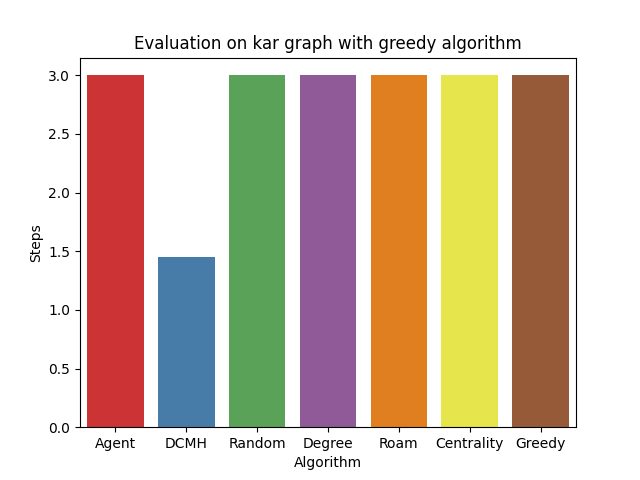 Evaluation on kar graph with greedy algorithm
3.0
2.5
2.0
1.5
1.0
0.5
0.0
Steps
Agent DCMH Random Degree Roam Centrality Greedy
Algorithm